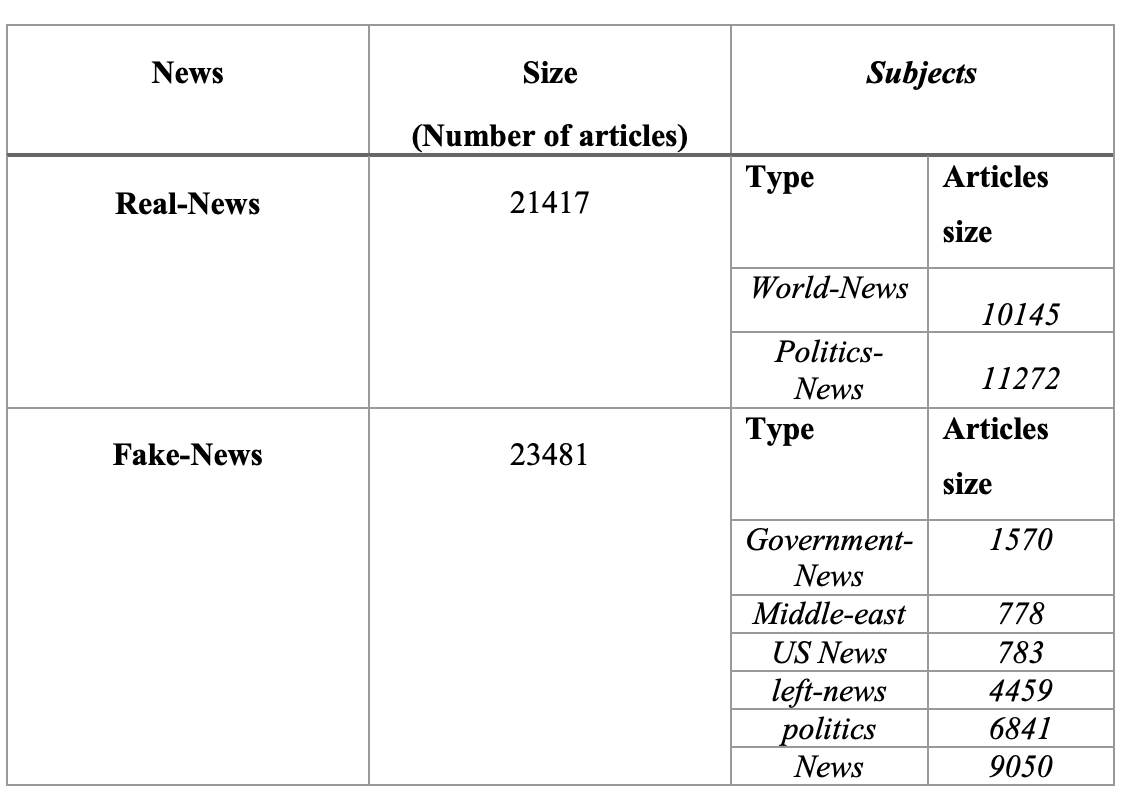 News
Size
(Number of articles)
Subjects
Real-News
21417
Type
Articles
size
World-News
10145
Politics-
News
11272
Fake-News
23481
Type
Articles
size
Government-
News
1570
Middle-east
778
US News
783
left-news
4459
politics
6841
News
9050